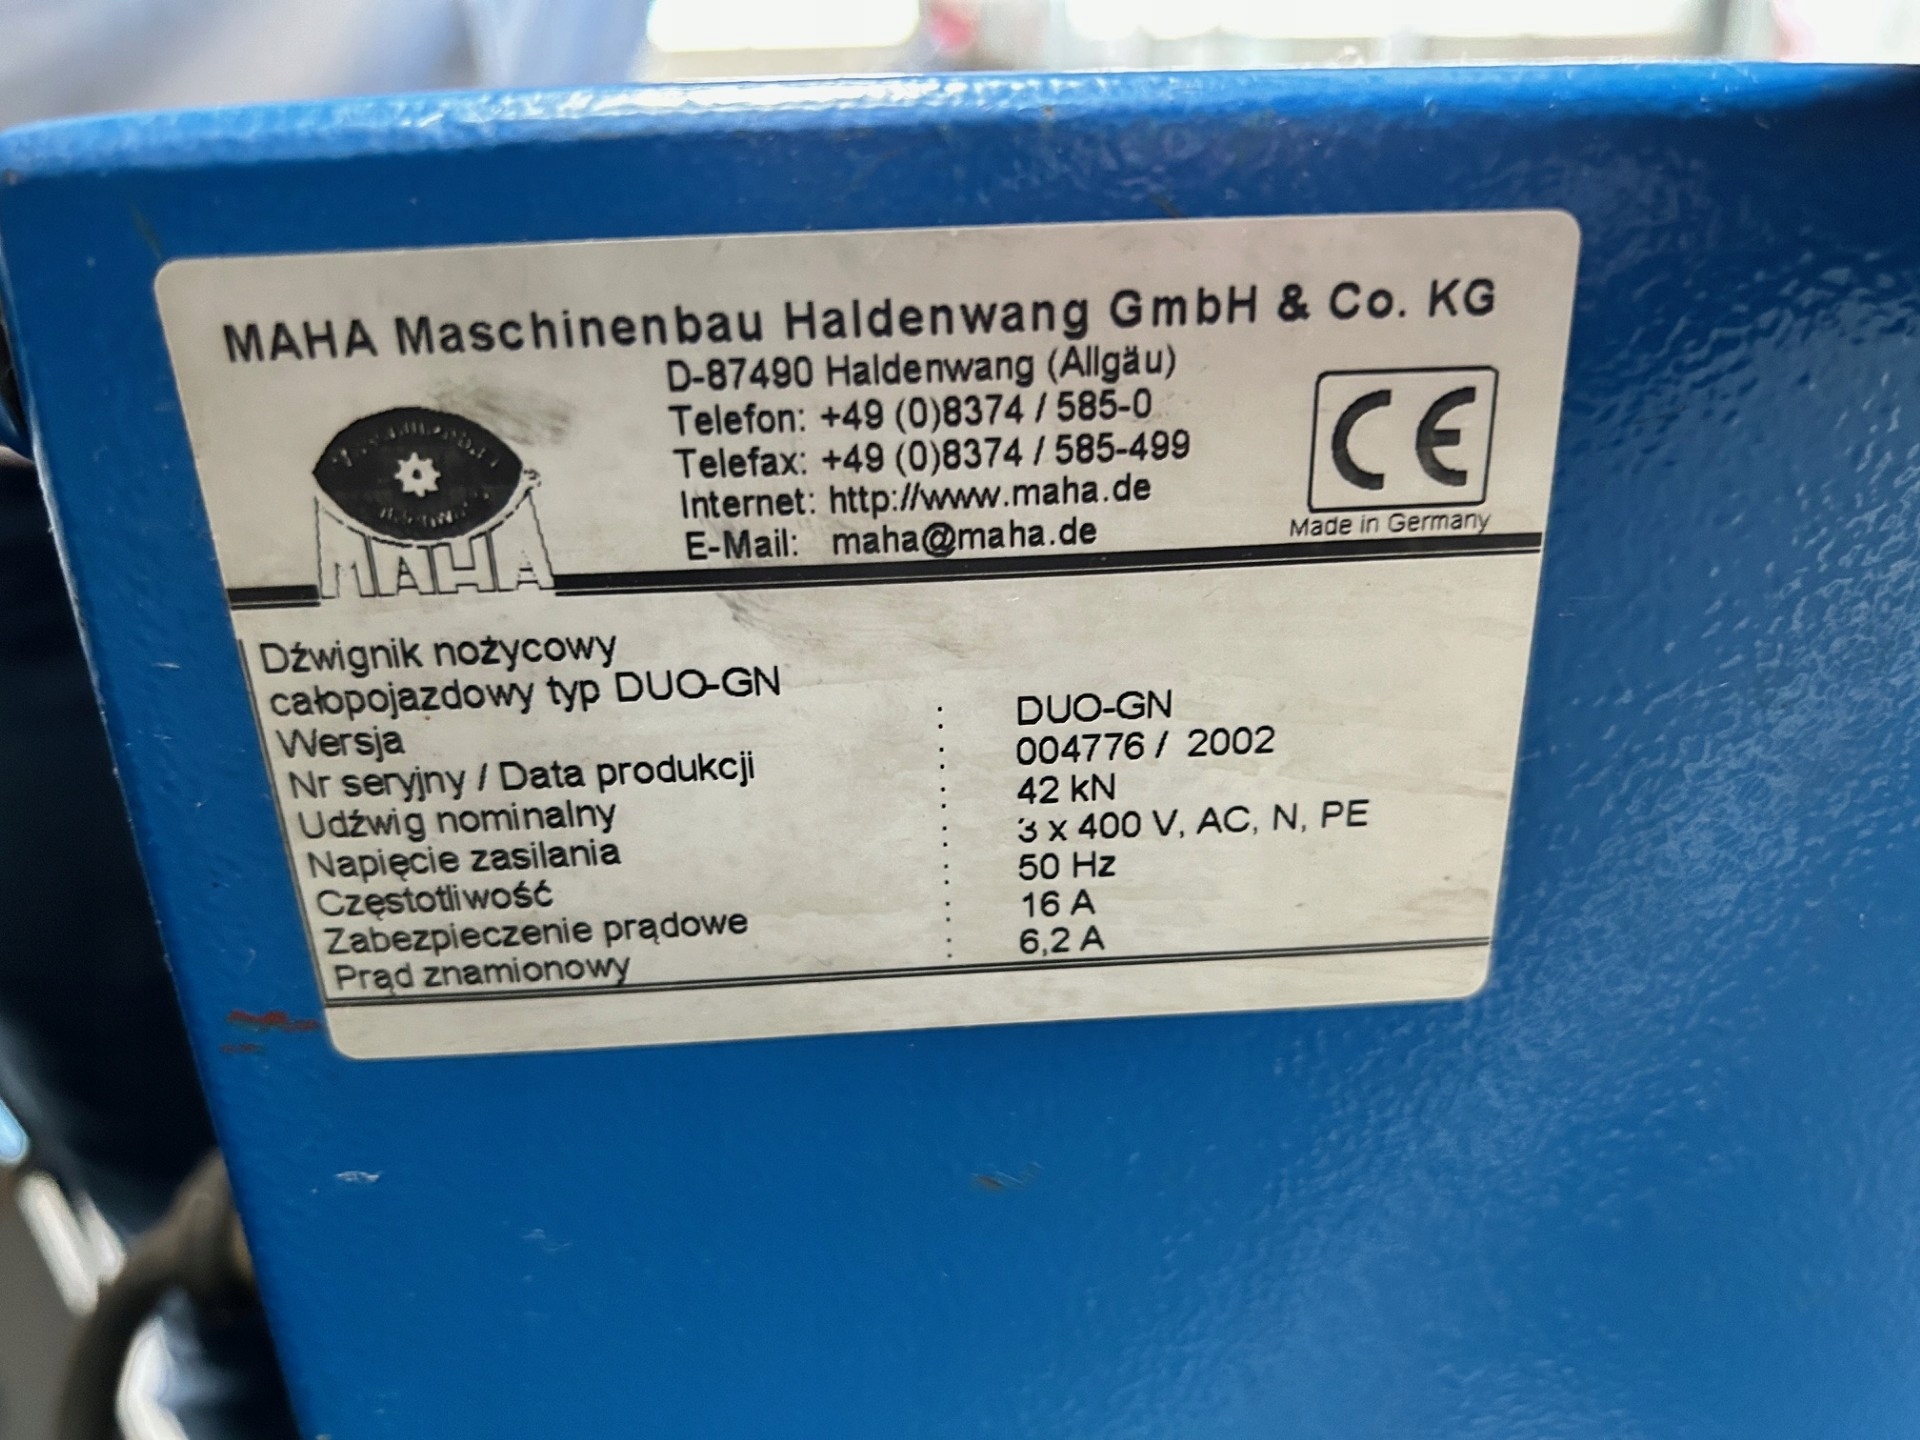 MAHA Maschinenbau Haldenwang GmbH & Co. KG
D-87490 Haldenwang (Allgäu)
Telefon: +49 (0)8374 / 585-0
Telefax: +49 (0)8374 / 585-499
Internet: http://www.maha.de
E-Mail: maha@maha.de
CE
Made in Germany
MAHA
Dźwignik nożycowy
całopojazdowy typ DUO-GN
Wersja : DUO-GN
Nr seryjny / Data produkcji : 004776 / 2002
Udźwig nominalny : 42 kN
Napięcie zasilania : 3 x 400 V, AC, N, PE
Częstotliwość : 50 Hz
Zabezpieczenie prądowe : 16 A
Prąd znamionowy : 6,2 A